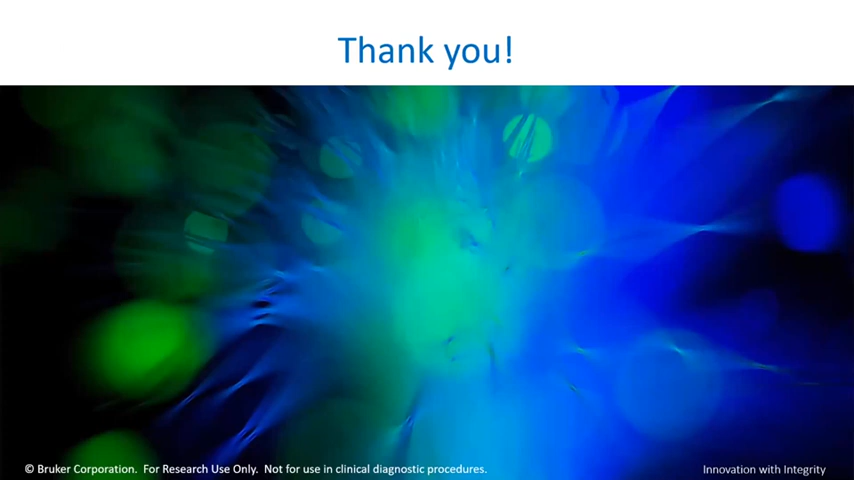 Thank you!
© Bruker Corporation. For Research Use Only. Not for use in clinical diagnostic procedures.
Innovation with Integrity